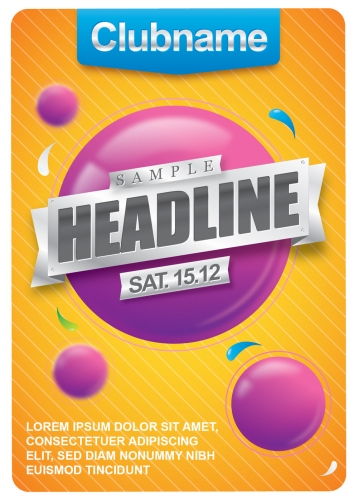 Clubname
SAMPLE
HEADLINE
SAT. 15.12
LOREM IPSUM DOLOR SIT AMET,
CONSECTETUER ADIPISCING
ELIT, SED DIAM NONUMMY NIBH
EUISMOD TINCIDUNT